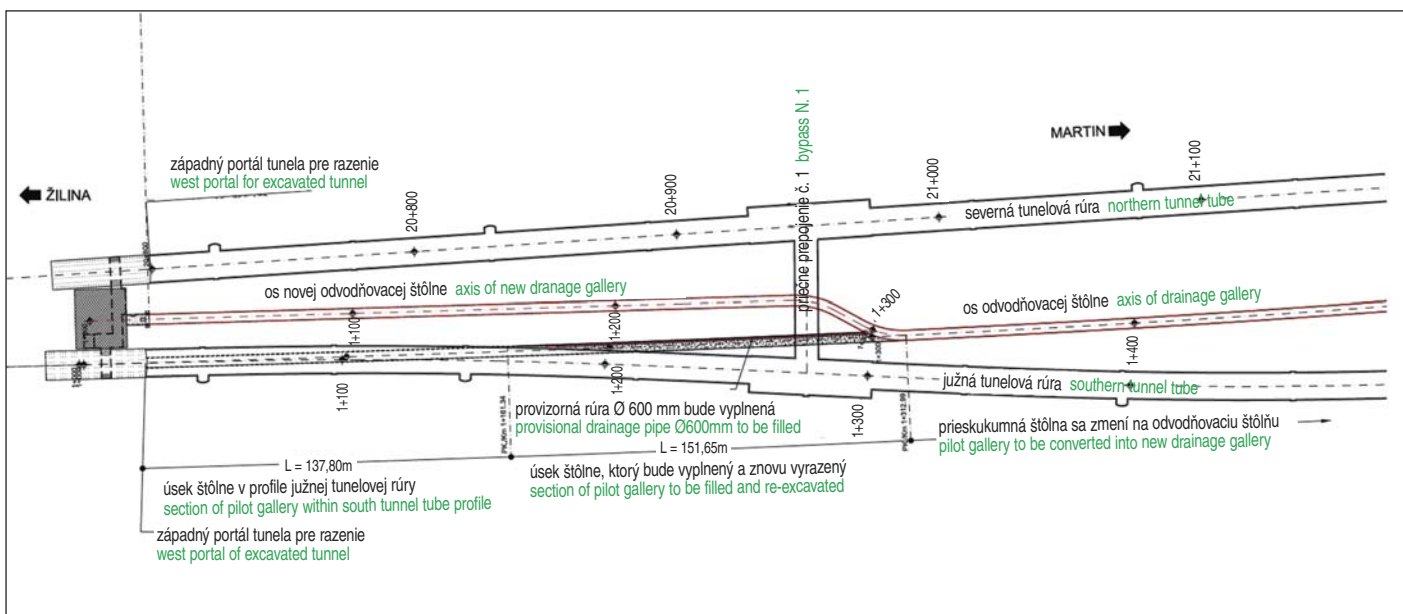 západný portál tunela pre razenie
west portal for excavated tunnel
ŽILINA
MARTIN
20+800
20+900
21+000
21+100
priečne prepojenie č. 1 bypass N. 1
severná tunelová rúra northern tunnel tube
os novej odvodňovacej štôlne axis of new dranage gallery
os odvodňovacej štôlne axis of drainage gallery
1+100
1+200
1+300
1+400
južná tunelová rúra southern tunnel tube
1+100
1+200
1+300
provizorná rúra Ø 600 mm bude vyplnená
provisional drainage pipe Ø600mm to be filled
prieskukumná štôlna sa zmení na odvodňovaciu štôlňu
pilot gallery to be converted into new drainage gallery
L = 137,80m
L = 151,65m
úsek štôlne v profile južnej tunelovej rúry
section of pilot gallery within south tunnel tube profile
úsek štôlne, ktorý bude vyplnený a znovu vyrazený
section of pilot gallery to be filled and re-excavated
západný portál tunela pre razenie
west portal of excavated tunnel